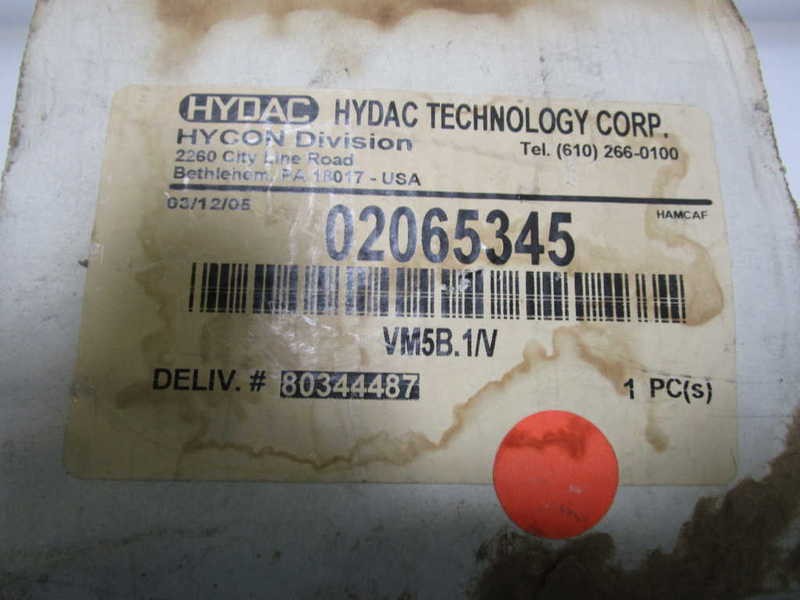 HYDAC HYDAC TECHNOLOGY CORP.
HYCON Division
Tel. (610) 266-0100
2260 City Line Road
Bethlehem, PA 18017 - USA
03/12/05
HAMCAF
02065345
VM5B.1/V
DELIV. # 80344487
1 PC(s)